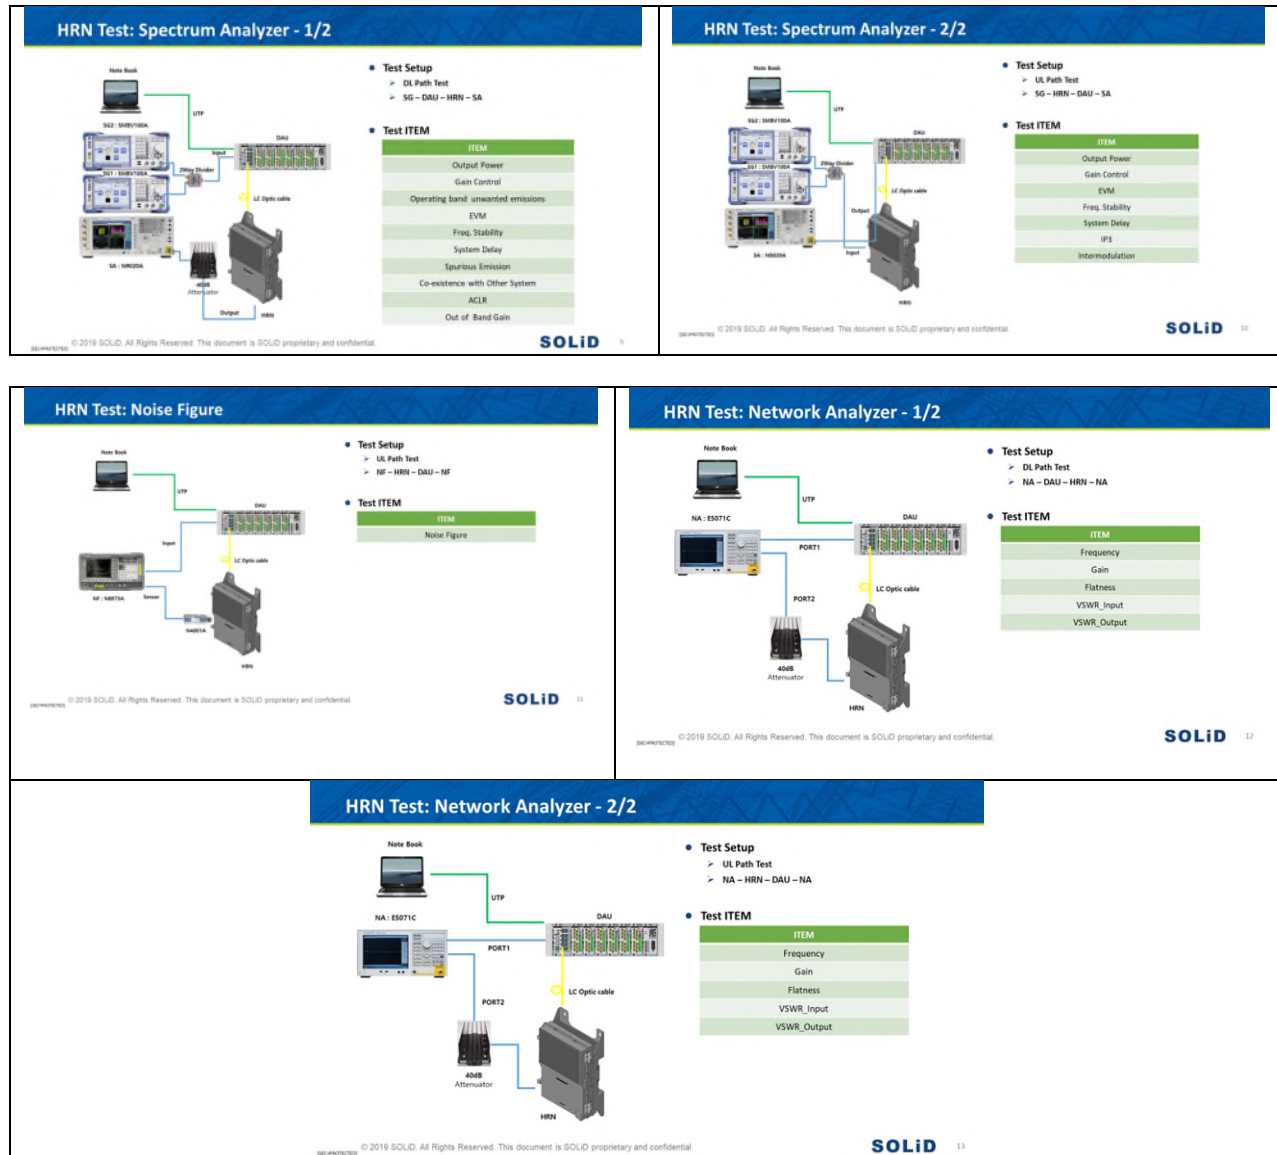 HRN Test: Spectrum Analyzer - 1/2
Note Book
UTP
SG2 : SMBV100A
DAU
Input
2Way Divider
SG1 : SMBV100A
LC Optic cable
SA : N9020A
40dB
Attenuator
Output
HRN
Test Setup
DL Path Test
SG – DAU – HRN – SA
Test ITEM
ITEM
Output Power
Gain Control
Operating band unwanted emissions
EVM
Freq. Stability
System Delay
Spurious Emission
Co-existence with Other System
ACLR
Out of Band Gain
© 2019 SOLiD. All Rights Reserved. This document is SOLiD proprietary and confidential.
SOLiD
9
HRN Test: Spectrum Analyzer - 2/2
Note Book
UTP
SG2 : SMBV100A
DAU
2Way Divider
SG1 : SMBV100A
LC Optic cable
Output
SA : N9020A
Input
HRN
Test Setup
UL Path Test
SG – HRN – DAU – SA
Test ITEM
ITEM
Output Power
Gain Control
EVM
Freq. Stability
System Delay
IP3
Intermodulation
© 2019 SOLiD. All Rights Reserved. This document is SOLiD proprietary and confidential.
SOLiD
10
HRN Test: Noise Figure
Note Book
UTP
DAU
Input
LC Optic cable
NF : N8973A
Sensor
N4001A
HRN
Test Setup
UL Path Test
NF – HRN – DAU – NF
Test ITEM
ITEM
Noise Figure
© 2019 SOLiD. All Rights Reserved. This document is SOLiD proprietary and confidential.
SOLiD
11
HRN Test: Network Analyzer - 1/2
Note Book
UTP
NA : E5071C
DAU
PORT1
LC Optic cable
PORT2
40dB
Attenuator
HRN
Test Setup
DL Path Test
NA – DAU – HRN – NA
Test ITEM
ITEM
Frequency
Gain
Flatness
VSWR_Input
VSWR_Output
© 2019 SOLiD. All Rights Reserved. This document is SOLiD proprietary and confidential.
SOLiD
12
HRN Test: Network Analyzer - 2/2
Note Book
UTP
NA : E5071C
DAU
PORT1
LC Optic cable
PORT2
40dB
Attenuator
HRN
Test Setup
UL Path Test
NA – HRN – DAU – NA
Test ITEM
ITEM
Frequency
Gain
Flatness
VSWR_Input
VSWR_Output
© 2019 SOLiD. All Rights Reserved. This document is SOLiD proprietary and confidential.
SOLiD
13